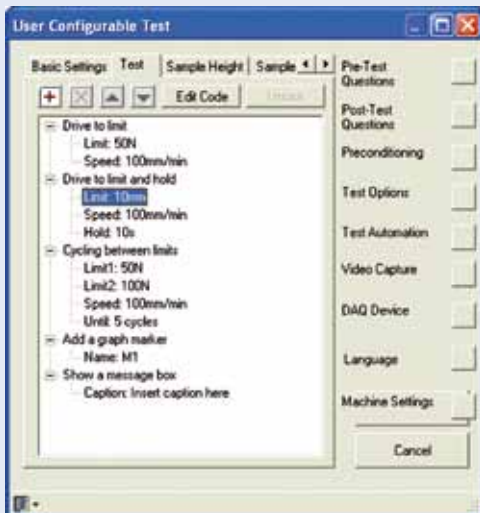 User Configurable Test
Basic Settings Test Sample Height Sample
Edit Code
Drive to limit
Limit: 50N
Speed: 100mm/min
Drive to limit and hold
Limit: 10mm
Speed: 100mm/min
Hold: 10s
Cycling between limits
Limit1: 50N
Limit2: 100N
Speed: 100mm/min
Until: 5 cycles
Add a graph marker
Name: M1
Show a message box
Caption: Insert caption here
Pre-Test
Questions
Post-Test
Questions
Preconditioning
Test Options
Test Automation
Video Capture
DAQ Device
Language
Machine Settings
Cancel